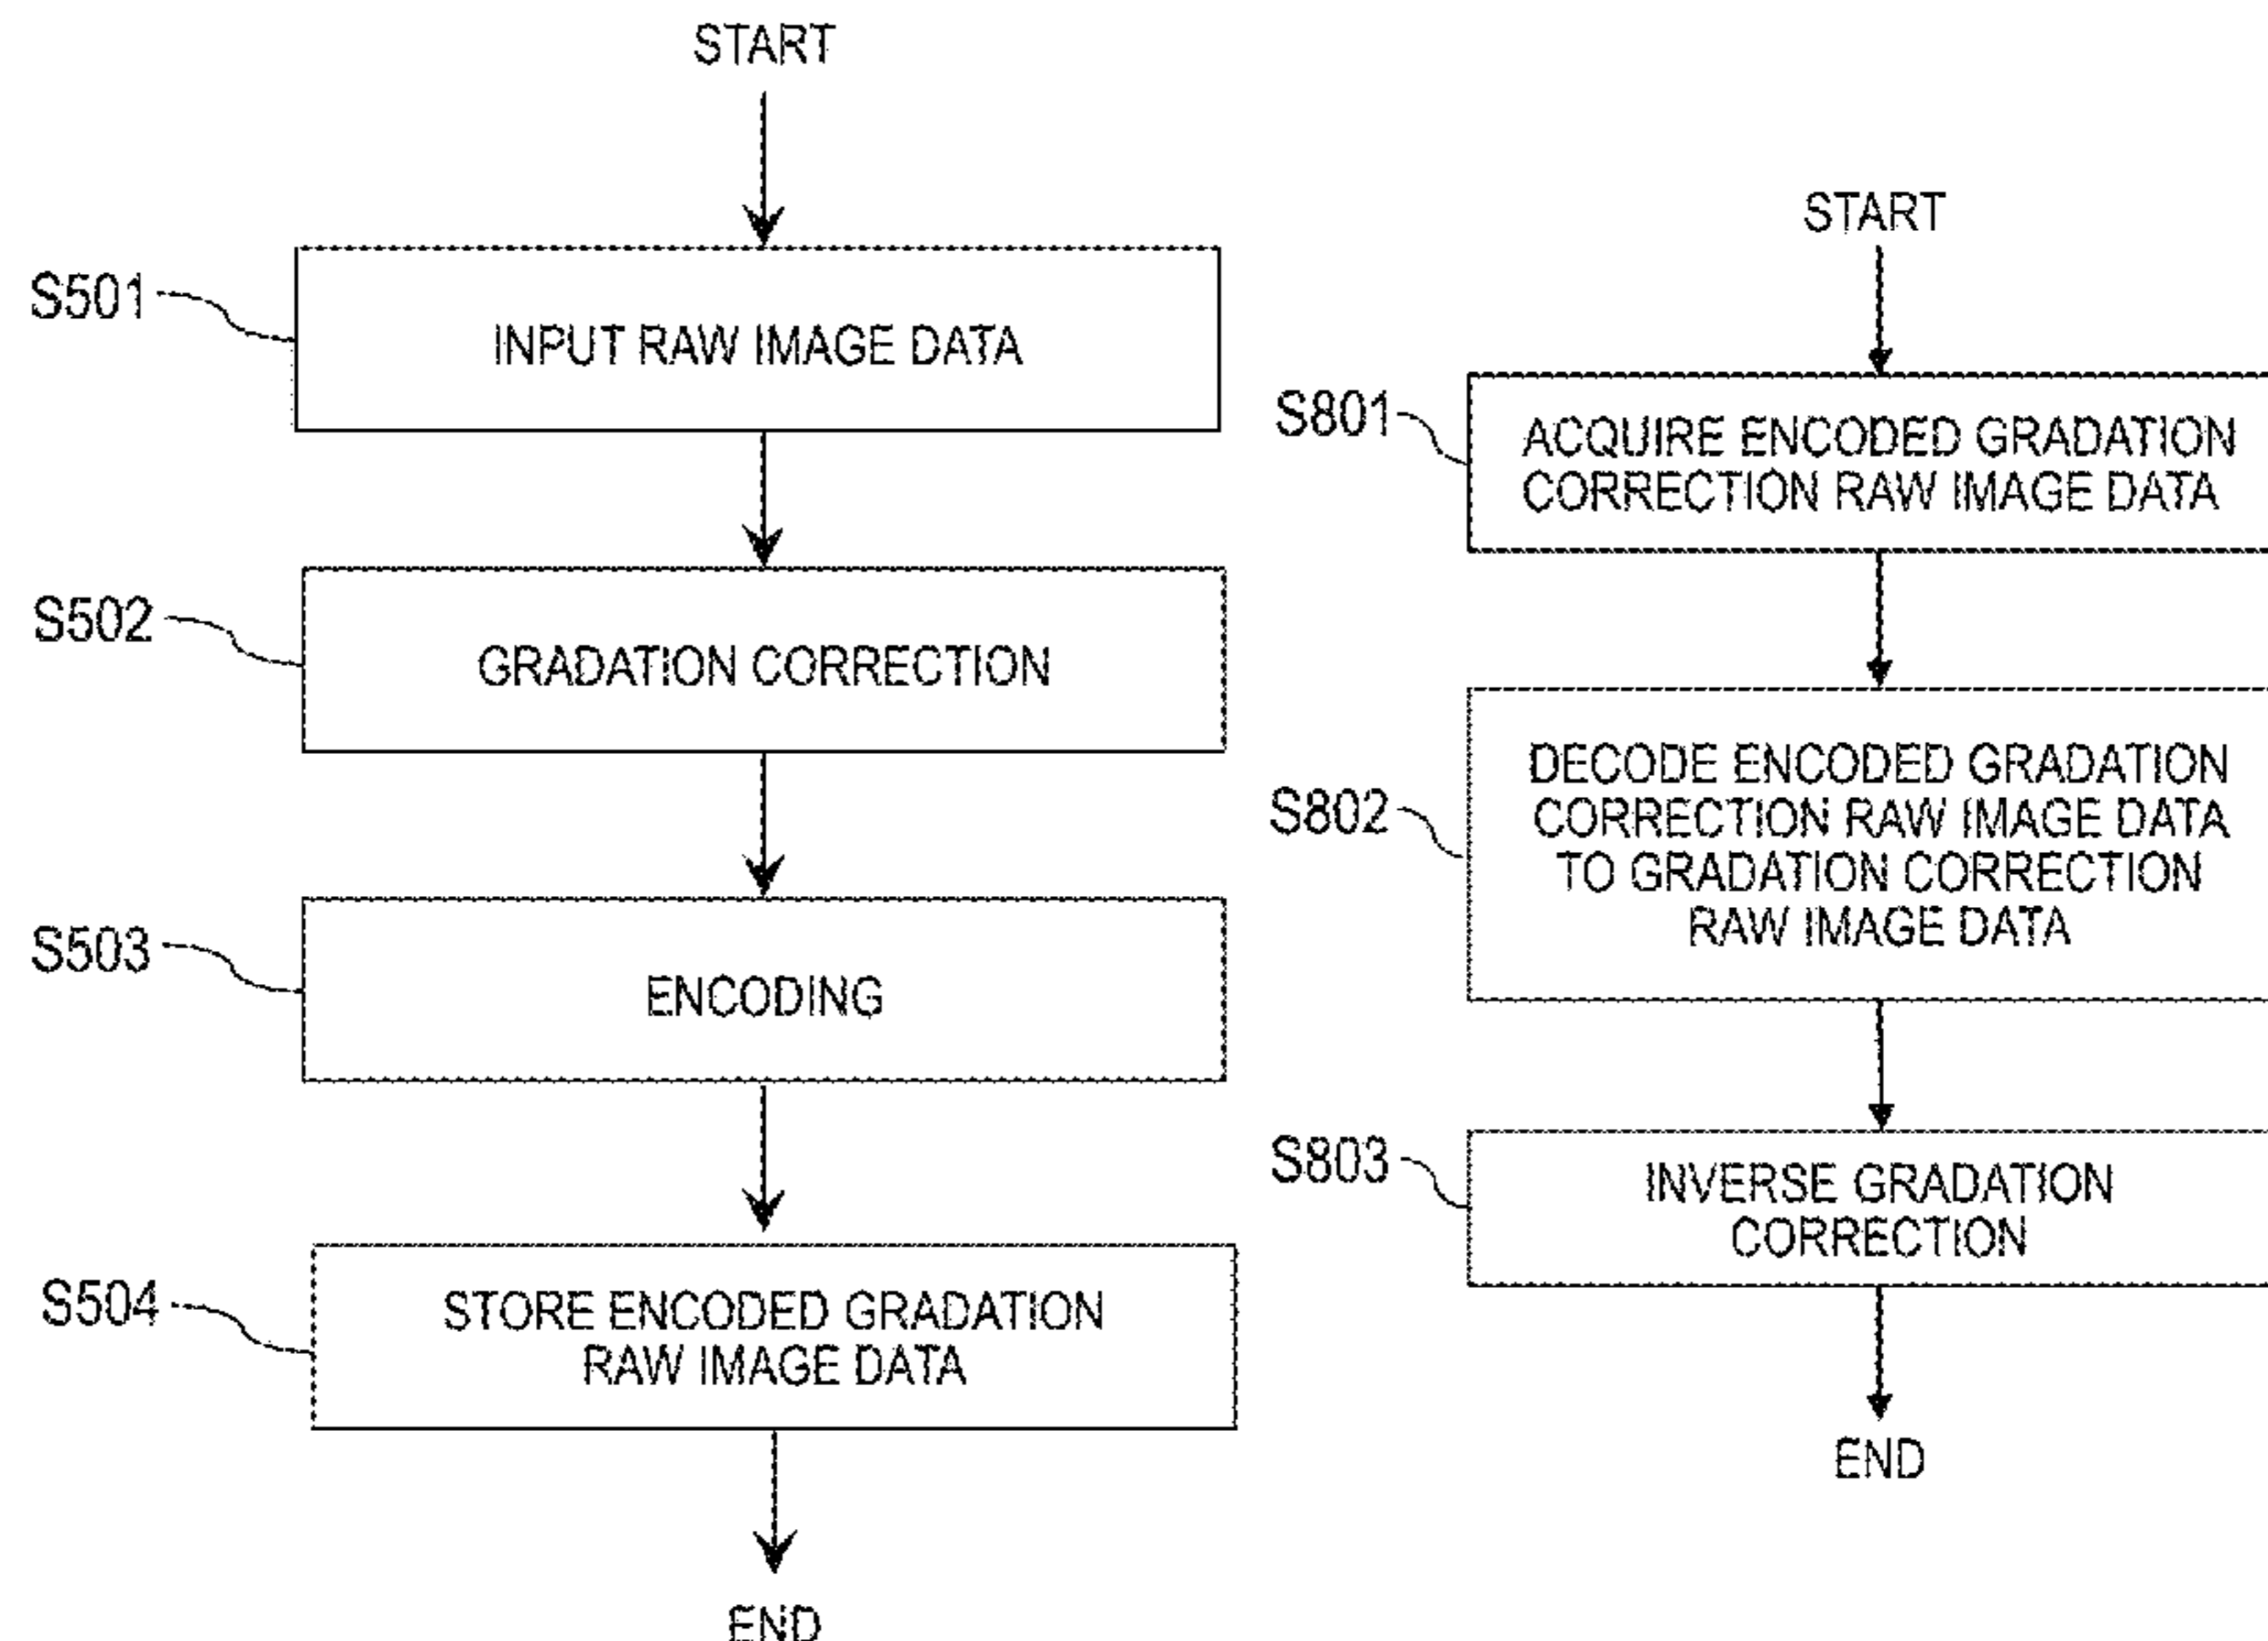 START
S501
INPUT RAW IMAGE DATA
S502
GRADATION CORRECTION
S503
ENCODING
S504
STORE ENCODED GRADATION
RAW IMAGE DATA
END
START
S801
ACQUIRE ENCODED GRADATION
CORRECTION RAW IMAGE DATA
S802
DECODE ENCODED GRADATION
CORRECTION RAW IMAGE DATA
TO GRADATION CORRECTION
RAW IMAGE DATA
S803
INVERSE GRADATION
CORRECTION
END